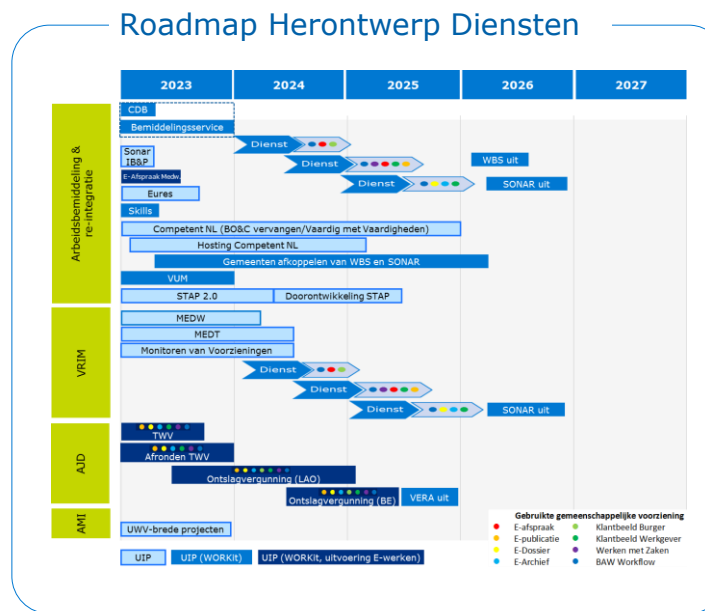 Roadmap Herontwerp Diensten
2023 2024 2025 2026 2027
Arbeidsbemiddeling &
re-integratie
CDB
Bemiddelingsservice
Dienst
Sonar
IB&P
Dienst
WBS uit
E-Afspraak Medw.
Dienst
SONAR uit
Eures
Skills
Competent NL (BO&C vervangen/Vaardig met Vaardigheden)
Hosting Competent NL
Gemeenten afkoppelen van WBS en SONAR
VUM
STAP 2.0
Doorontwikkeling STAP
VRIM
MEDW
MEDT
Monitoren van Voorzieningen
Dienst
Dienst
Dienst
SONAR uit
AJD
TWV
Afronden TWV
Ontslagvergunning (LAO)
Ontslagvergunning (BE)
VERA uit
AMI
UWV-brede projecten
Gebruikte gemeenschappelijke voorziening
E-afspraak
Klantbeeld Burger
E-publicatie
Klantbeeld Werkgever
E-Dossier
Werken met Zaken
E-Archief
BAW Workflow
UIP
UIP (WORKit)
UIP (WORKit, uitvoering E-werken)